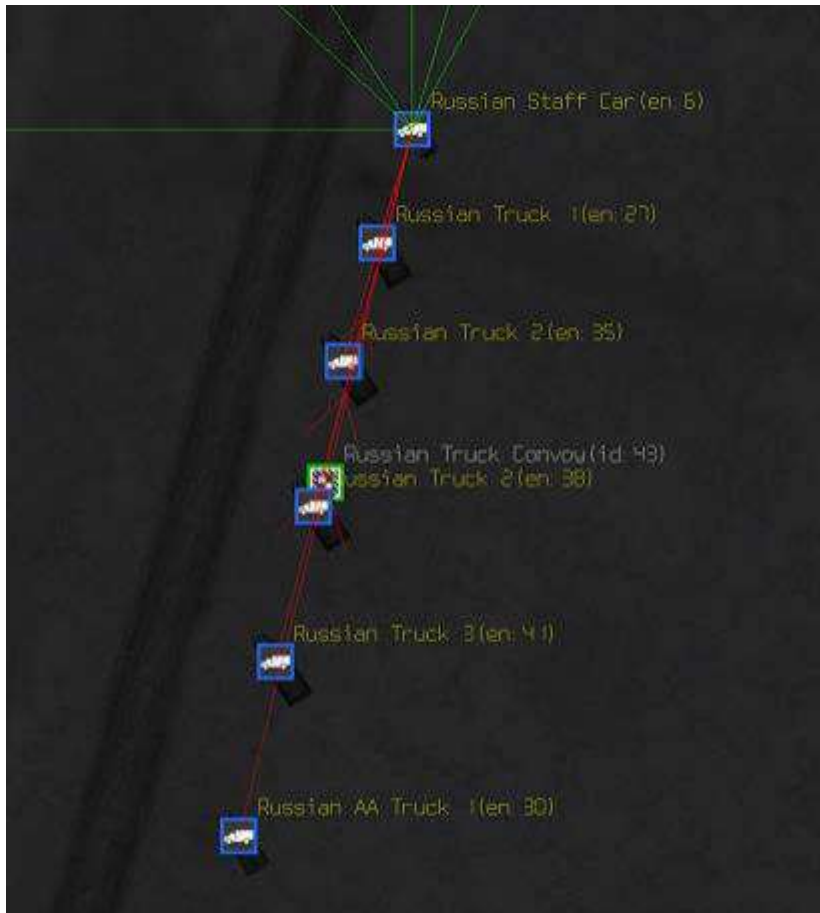 Russian Staff Car(en: 6)
Russian Truck 1(en: 27)
Russian Truck 2(en: 35)
Russian Truck Convoy(id: 43)
ussian Truck 2(en: 38)
Russian Truck 3(en: 41)
Russian AA Truck 1(en: 30)